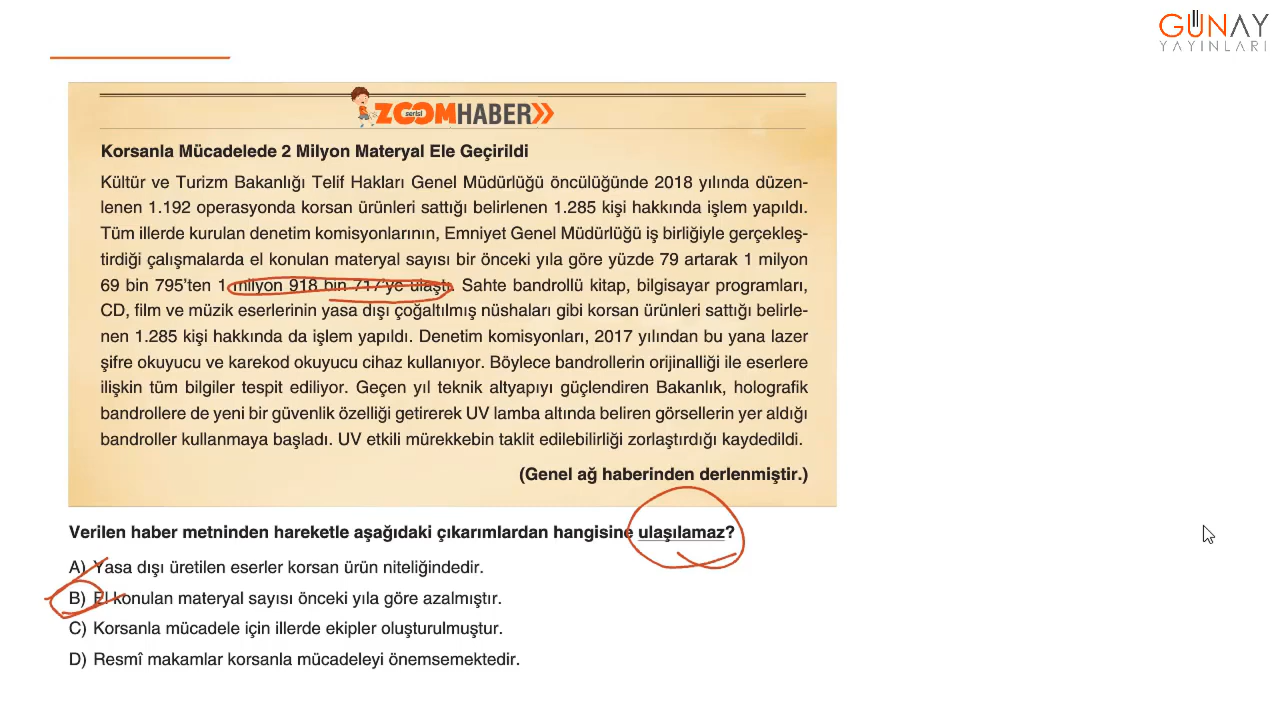 GÜNAY
YAYINLARI
ZOOMHABER
serisi
Korsanla Mücadelede 2 Milyon Materyal Ele Geçirildi
Kültür ve Turizm Bakanlığı Telif Hakları Genel Müdürlüğü öncülüğünde 2018 yılında düzen-
lenen 1.192 operasyonda korsan ürünleri sattığı belirlenen 1.285 kişi hakkında işlem yapıldı.
Tüm illerde kurulan denetim komisyonlarının, Emniyet Genel Müdürlüğü iş birliğiyle gerçekleş-
tirdiği çalışmalarda el konulan materyal sayısı bir önceki yıla göre yüzde 79 artarak 1 milyon
69 bin 795'ten 1 milyon 918 bin 717'ye ulaştı. Sahte bandrollü kitap, bilgisayar programları,
CD, film ve müzik eserlerinin yasa dışı çoğaltılmış nüshaları gibi korsan ürünleri sattığı belirle-
nen 1.285 kişi hakkında da işlem yapıldı. Denetim komisyonları, 2017 yılından bu yana lazer
şifre okuyucu ve karekod okuyucu cihaz kullanıyor. Böylece bandrollerin orijinalliği ile eserlere
ilişkin tüm bilgiler tespit ediliyor. Geçen yıl teknik altyapıyı güçlendiren Bakanlık, holografik
bandrollere de yeni bir güvenlik özelliği getirerek UV lamba altında beliren görsellerin yer aldığı
bandroller kullanmaya başladı. UV etkili mürekkebin taklit edilebilirliği zorlaştırdığı kaydedildi.
(Genel ağ haberinden derlenmiştir.)
Verilen haber metninden hareketle aşağıdaki çıkarımlardan hangisine ulaşılamaz?
A) Yasa dışı üretilen eserler korsan ürün niteliğindedir.
B) El konulan materyal sayısı önceki yıla göre azalmıştır.
C) Korsanla mücadele için illerde ekipler oluşturulmuştur.
D) Resmî makamlar korsanla mücadeleyi önemsemektedir.